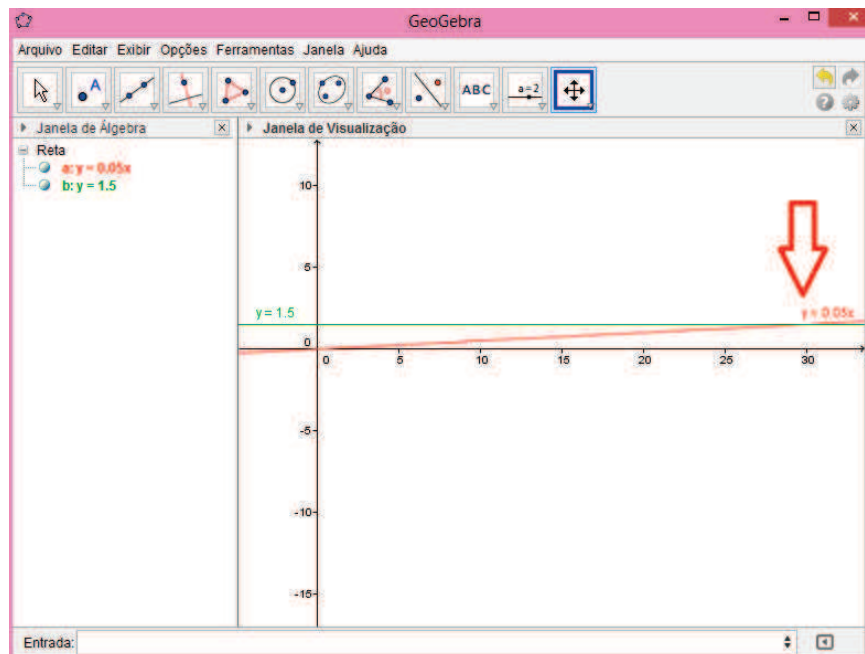 GeoGebra
Arquivo Editar Exibir Opções Ferramentas Janela Ajuda
A
ABC
a=2
Janela de Álgebra
Janela de Visualização
Reta
a: y = 0.05x
b: y = 1.5
10
5
y = 1.5
y = 0.05x
0
0 5 10 15 20 25 30
-5
-10
-15
Entrada: